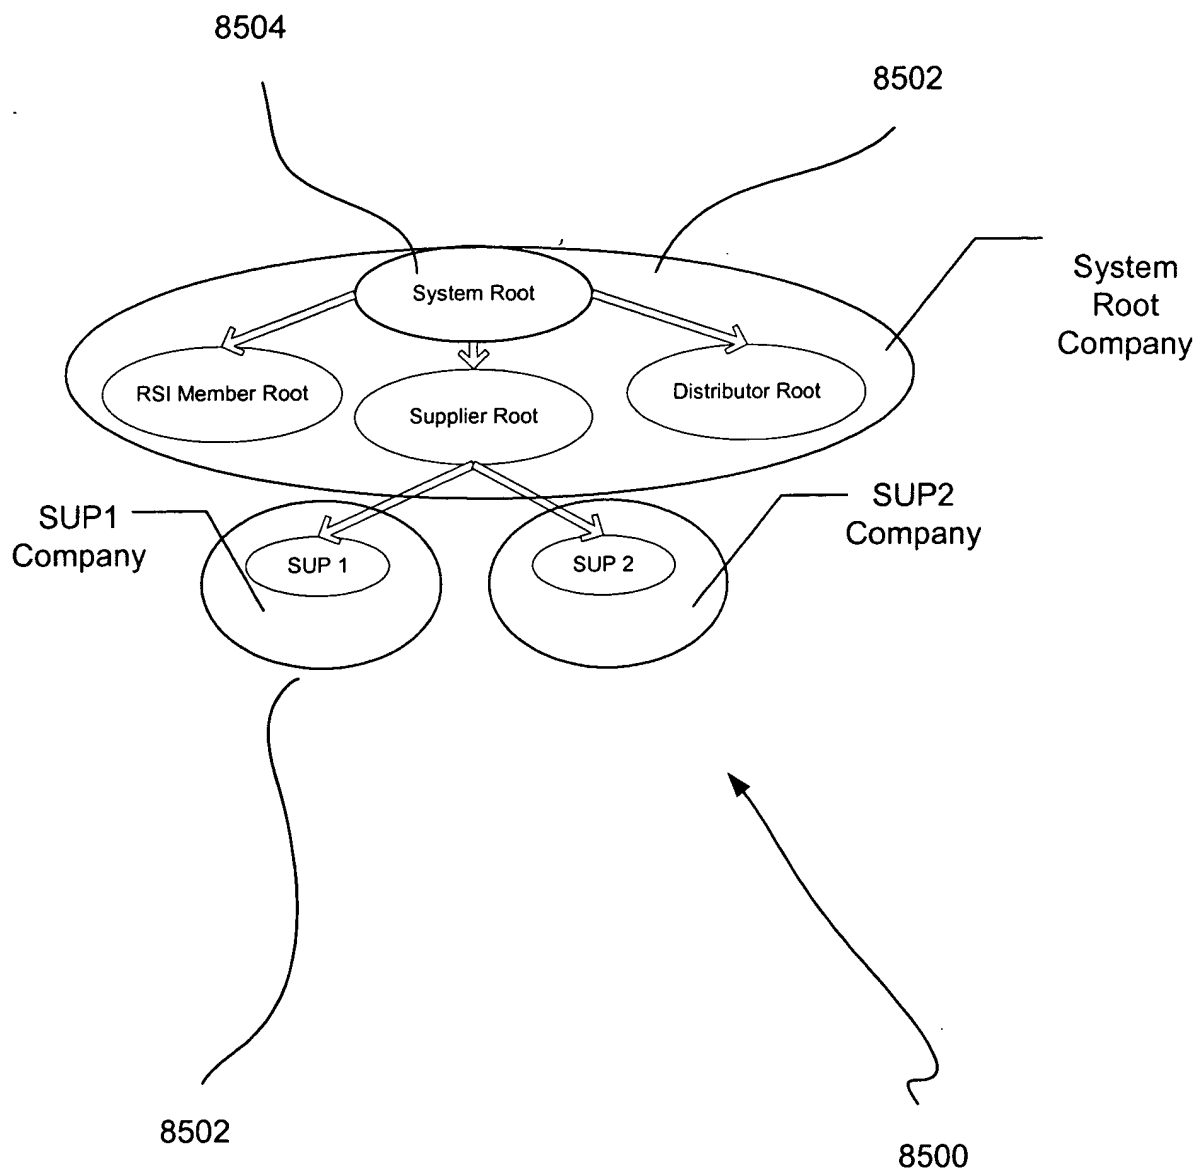 8504
8502
System
Root
Company
System Root
RSI Member Root
Supplier Root
Distributor Root
SUP1
Company
SUP2
Company
SUP 1
SUP 2
8502
8500